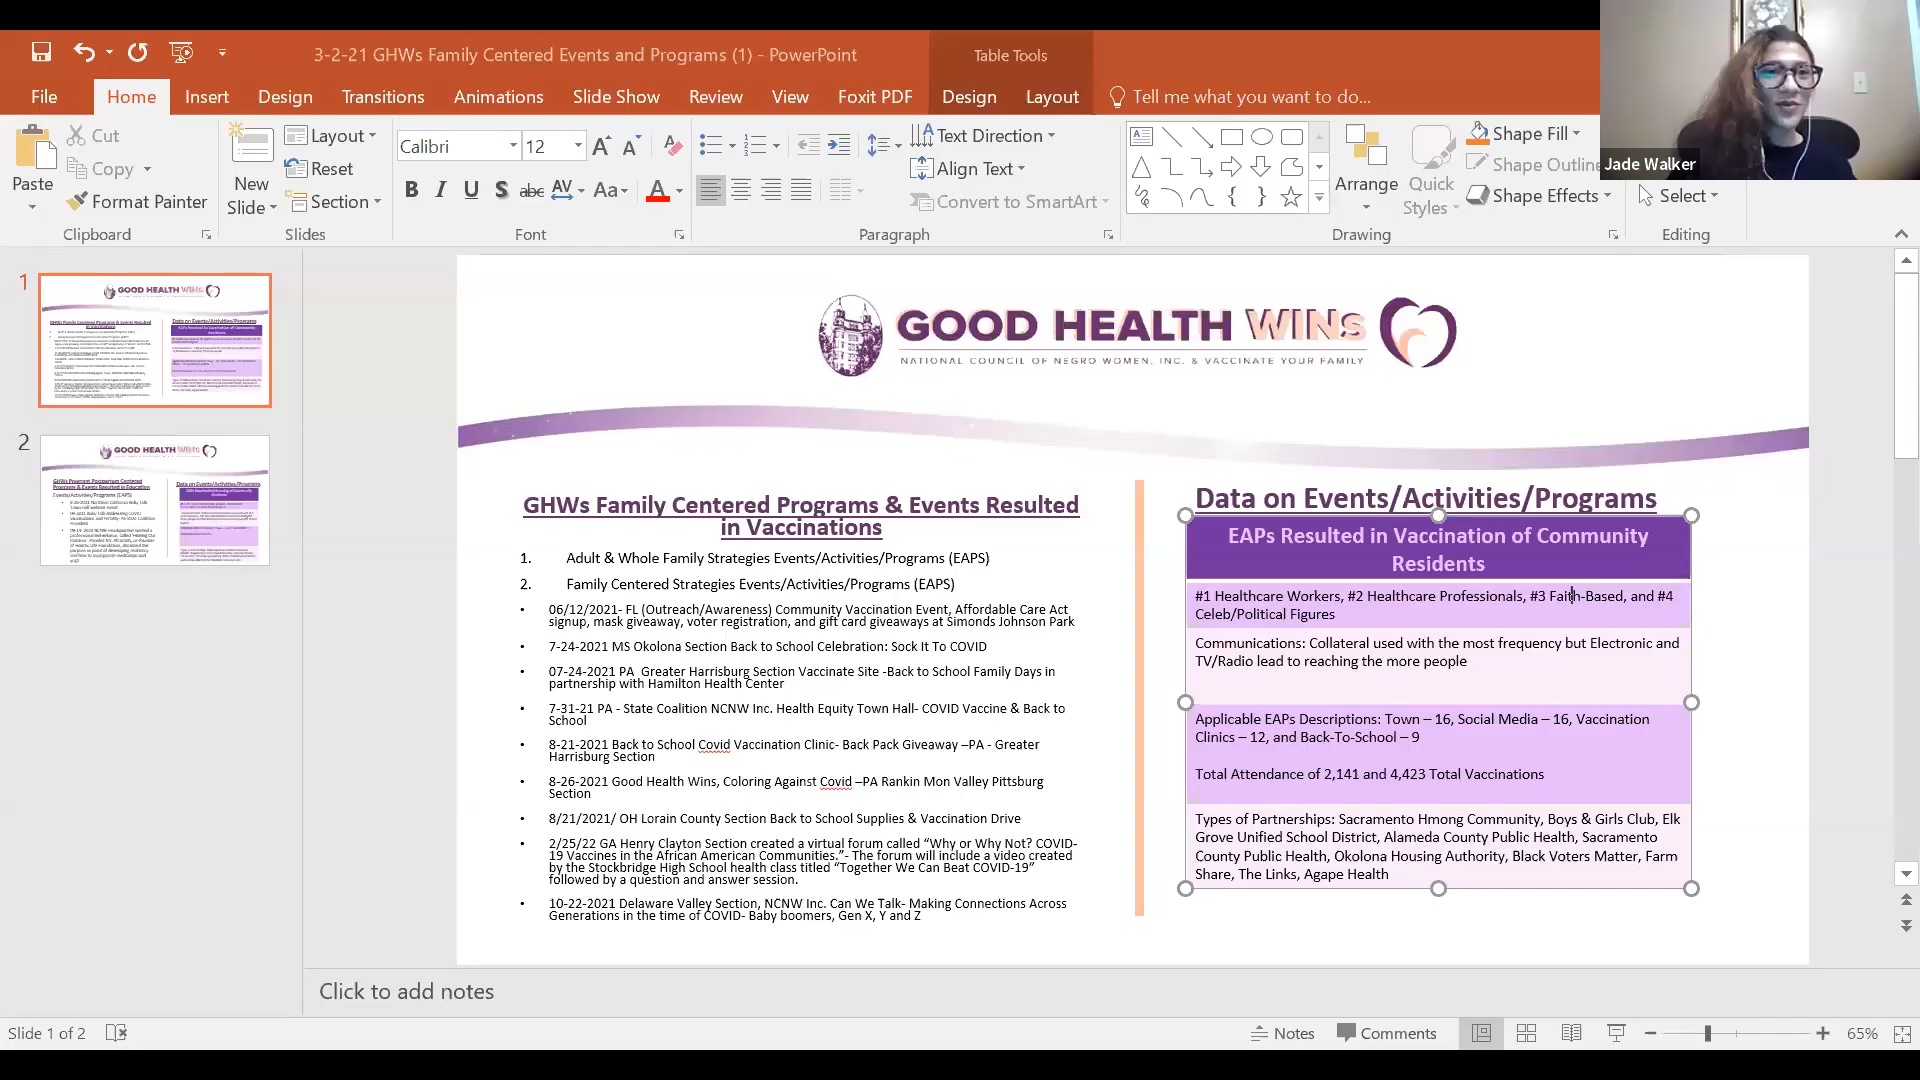 3-2-21 GHWs Family Centered Events and Programs (1) - PowerPoint
Table Tools
File
Home
Insert
Design
Transitions
Animations
Slide Show
Review
View
Foxit PDF
Design
Layout
Tell me what you want to do...
Jade Walker
Paste
Cut
Copy
Format Painter
Clipboard
New
Slide
Layout
Reset
Section
Slides
Calibri
12
B I U S abc AV Aa A
Font
Text Direction
Align Text
Convert to SmartArt
Paragraph
Arrange
Quick
Styles
Shape Fill
Shape Outline
Shape Effects
Drawing
Select
Editing
1
2
GOOD HEALTH WINs
NATIONAL COUNCIL OF NEGRO WOMEN, INC. & VACCINATE YOUR FAMILY
GHWs Family Centered Programs & Events Resulted
in Vaccinations
1. Adult & Whole Family Strategies Events/Activities/Programs (EAPS)
2. Family Centered Strategies Events/Activities/Programs (EAPS)
• 06/12/2021- FL (Outreach/Awareness) Community Vaccination Event, Affordable Care Act
signup, mask giveaway, voter registration, and gift card giveaways at Simonds Johnson Park
• 7-24-2021 MS Okolona Section Back to School Celebration: Sock It To COVID
• 07-24-2021 PA Greater Harrisburg Section Vaccinate Site -Back to School Family Days in
partnership with Hamilton Health Center
• 7-31-21 PA - State Coalition NCNW Inc. Health Equity Town Hall- COVID Vaccine & Back to
School
• 8-21-2021 Back to School Covid Vaccination Clinic- Back Pack Giveaway –PA - Greater
Harrisburg Section
• 8-26-2021 Good Health Wins, Coloring Against Covid –PA Rankin Mon Valley Pittsburg
Section
• 8/21/2021/ OH Lorain County Section Back to School Supplies & Vaccination Drive
• 2/25/22 GA Henry Clayton Section created a virtual forum called “Why or Why Not? COVID-
19 Vaccines in the African American Communities.”- The forum will include a video created
by the Stockbridge High School health class titled “Together We Can Beat COVID-19”
followed by a question and answer session.
• 10-22-2021 Delaware Valley Section, NCNW Inc. Can We Talk- Making Connections Across
Generations in the time of COVID- Baby boomers, Gen X, Y and Z
Data on Events/Activities/Programs
EAPs Resulted in Vaccination of Community
Residents
#1 Healthcare Workers, #2 Healthcare Professionals, #3 Faith-Based, and #4
Celeb/Political Figures
Communications: Collateral used with the most frequency but Electronic and
TV/Radio lead to reaching the more people
Applicable EAPs Descriptions: Town – 16, Social Media – 16, Vaccination
Clinics – 12, and Back-To-School – 9
Total Attendance of 2,141 and 4,423 Total Vaccinations
Types of Partnerships: Sacramento Hmong Community, Boys & Girls Club, Elk
Grove Unified School District, Alameda County Public Health, Sacramento
County Public Health, Okolona Housing Authority, Black Voters Matter, Farm
Share, The Links, Agape Health
Click to add notes
Slide 1 of 2
Notes
Comments
65%